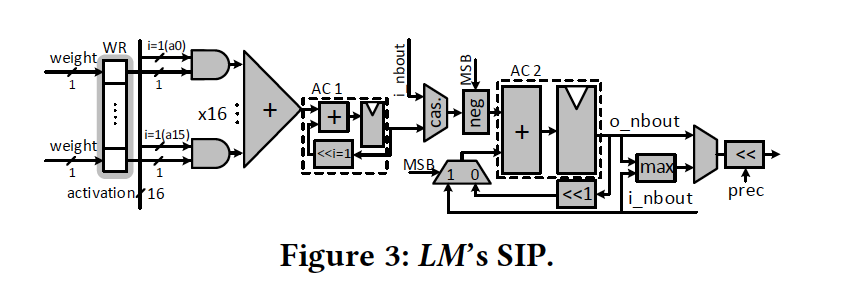 WR
weight
1
i=1(a0)
1
x16
+
AC 1
+
<<i=1
i_nbout
cas.
MSB
neg
AC 2
+
o_nbout
max
<<
prec
weight
1
i=1(a15)
1
activation
16
MSB
1 0
<<1
i_nbout
Figure 3: LM's SIP.